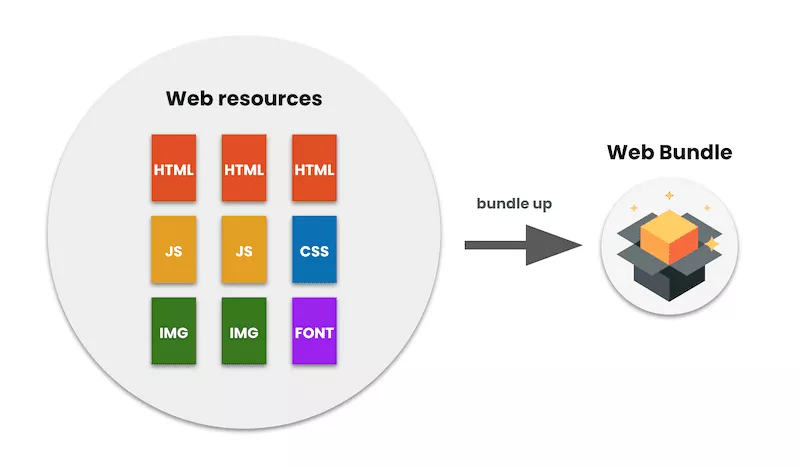 Web resources
HTML HTML HTML
JS JS CSS
IMG IMG FONT
bundle up
Web Bundle